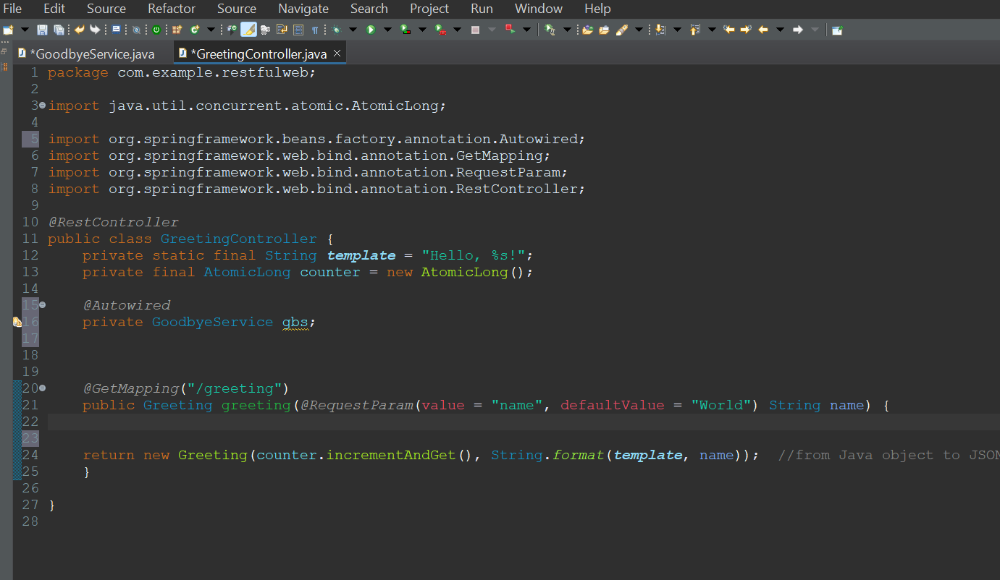 File Edit Source Refactor Source Navigate Search Project Run Window Help
*GoodbyeService.java *GreetingController.java
1 package com.example.restfulweb;
2
3 import java.util.concurrent.atomic.AtomicLong;
4
5 import org.springframework.beans.factory.annotation.Autowired;
6 import org.springframework.web.bind.annotation.GetMapping;
7 import org.springframework.web.bind.annotation.RequestParam;
8 import org.springframework.web.bind.annotation.RestController;
9
10 @RestController
11 public class GreetingController {
12 private static final String template = "Hello, %s!";
13 private final AtomicLong counter = new AtomicLong();
14
15 @Autowired
16 private GoodbyeService gbs;
17
18
19
20 @GetMapping("/greeting")
21 public Greeting greeting(@RequestParam(value = "name", defaultValue = "World") String name) {
22
23
24 return new Greeting(counter.incrementAndGet(), String.format(template, name)); //from Java object to JSON
25 }
26
27 }
28